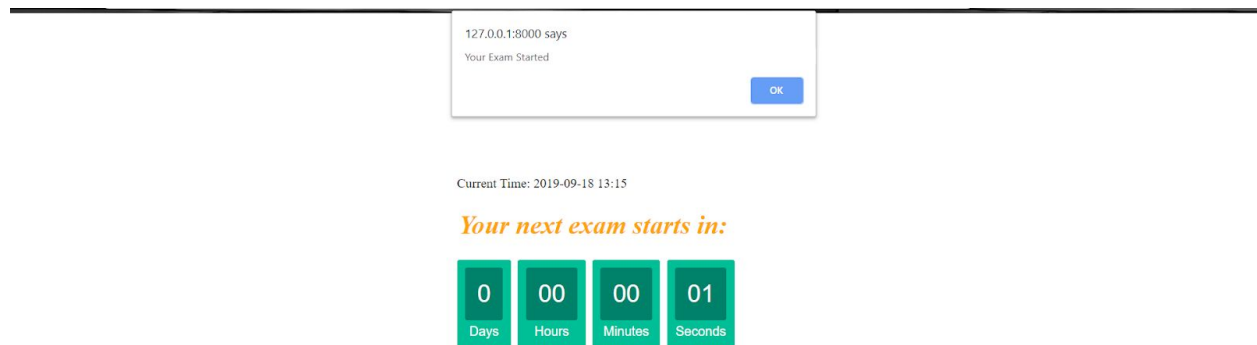 127.0.0.1:8000 says
Your Exam Started
OK
Current Time: 2019-09-18 13:15
Your next exam starts in:
0 00 00 01
Days Hours Minutes Seconds